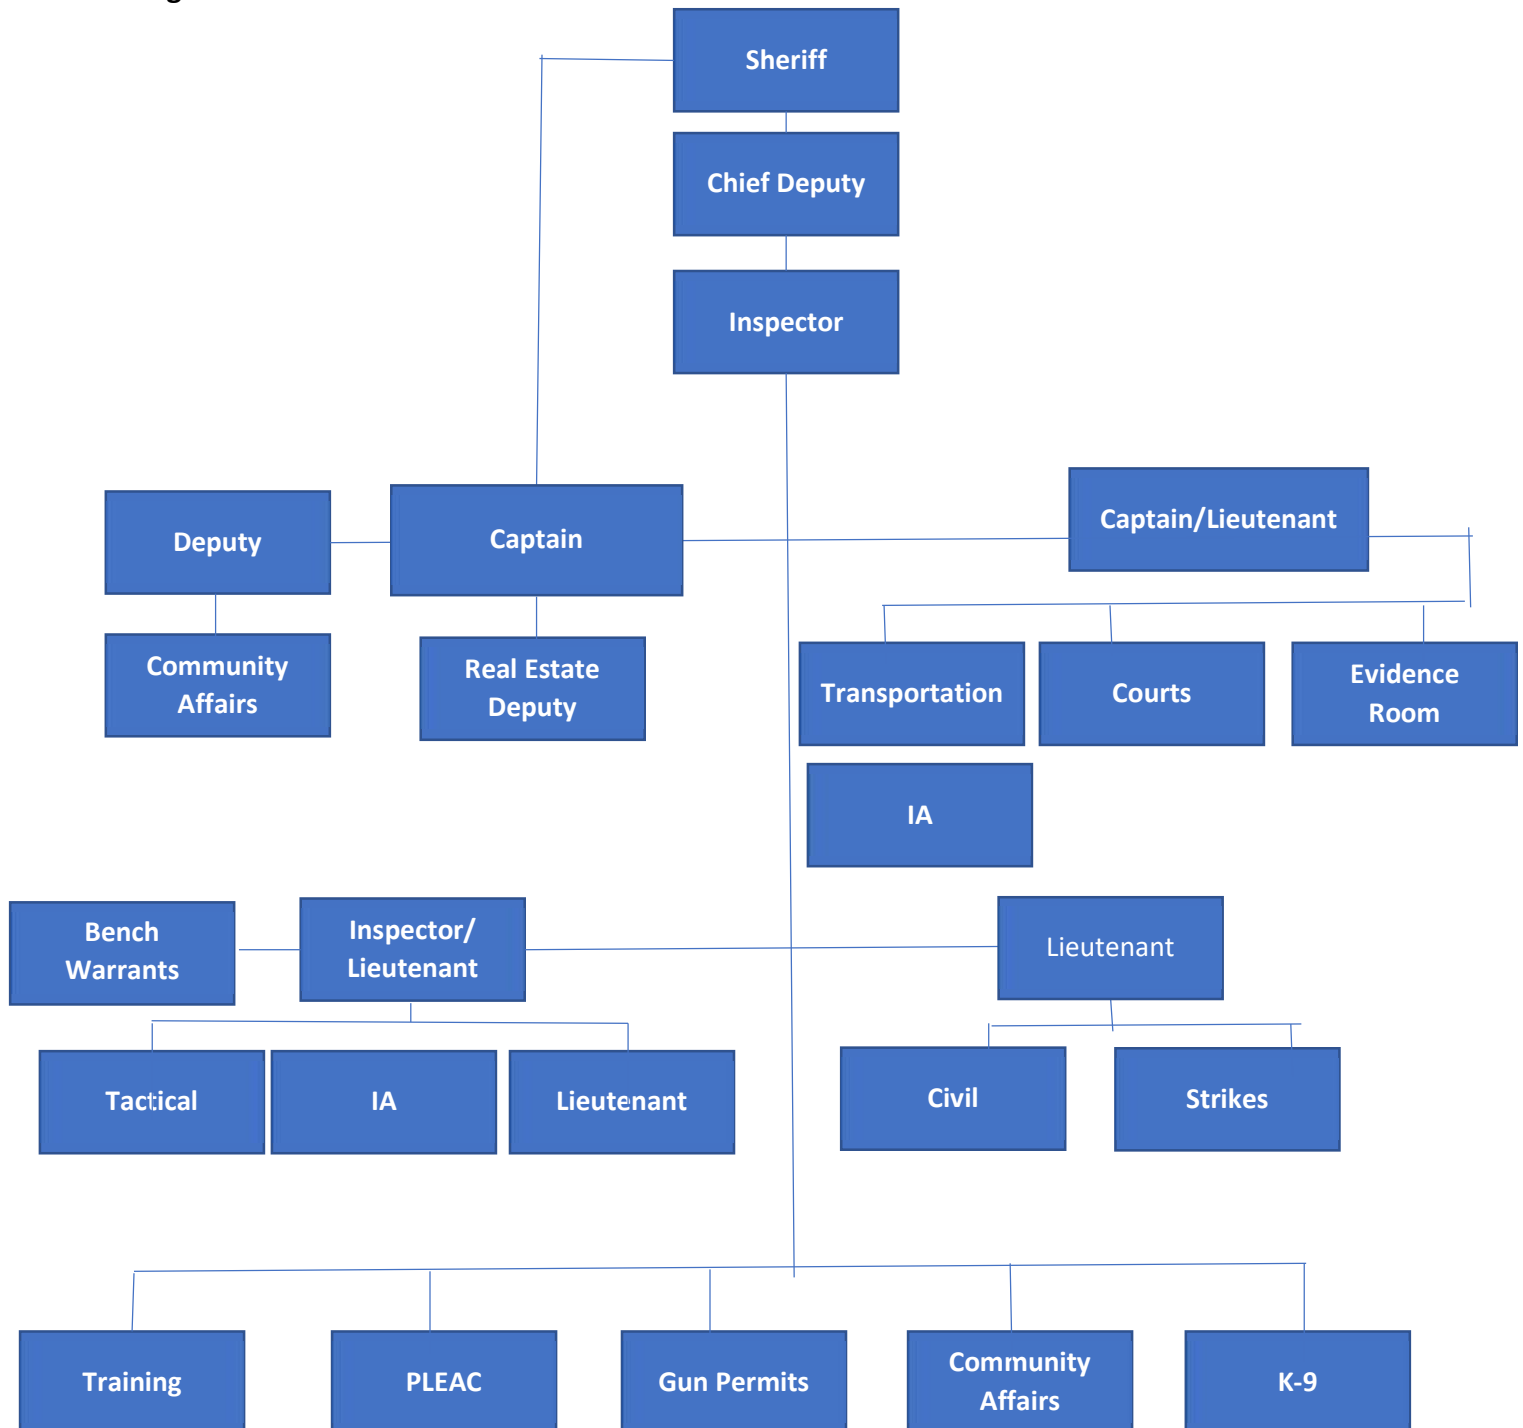 Sheriff
Chief Deputy
Inspector
Deputy
Captain
Captain/Lieutenant
Community
Affairs
Real Estate
Deputy
Transportation
Courts
Evidence
Room
IA
Bench
Warrants
Inspector/
Lieutenant
Lieutenant
Tactical
IA
Lieutenant
Civil
Strikes
Training
PLEAC
Gun Permits
Community
Affairs
K-9